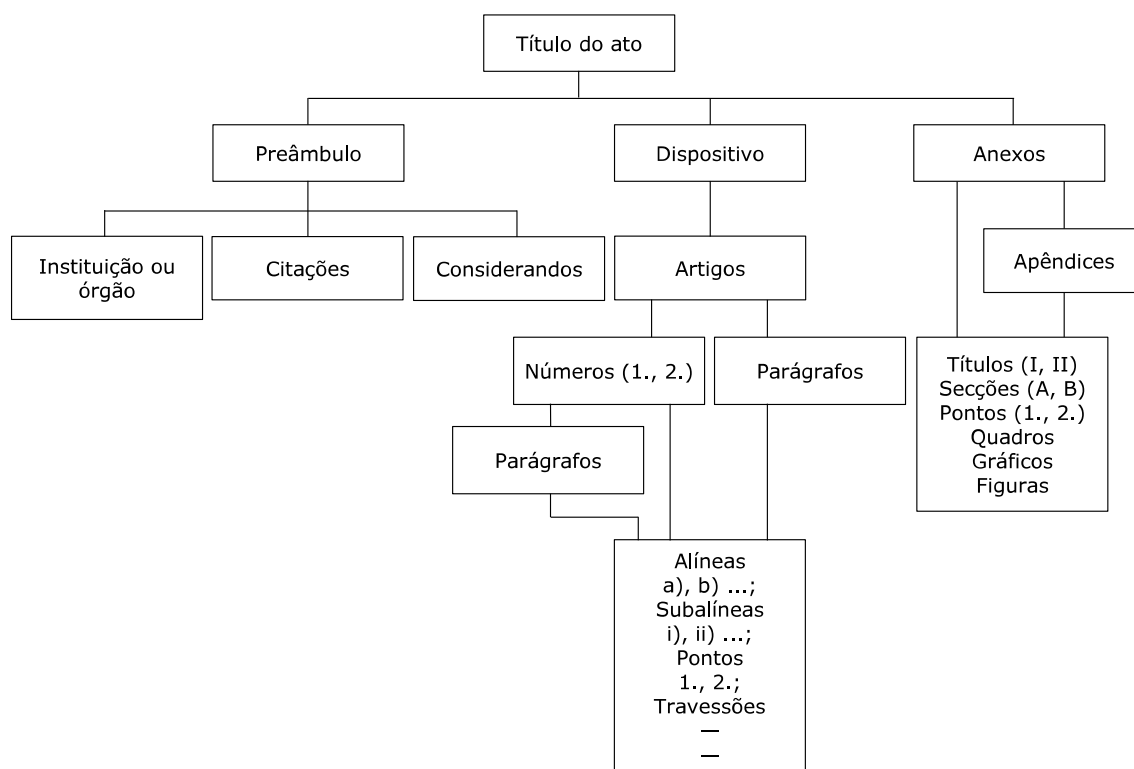 Título do ato
Preâmbulo
Dispositivo
Anexos
Instituição ou
órgão
Citações
Considerandos
Artigos
Apêndices
Números (1., 2.)
Parágrafos
Títulos (I, II)
Secções (A, B)
Pontos (1., 2.)
Quadros
Gráficos
Figuras
Parágrafos
Alíneas
a), b) ...;
Subalíneas
i), ii) ...;
Pontos
1., 2.;
Travessões
—
—